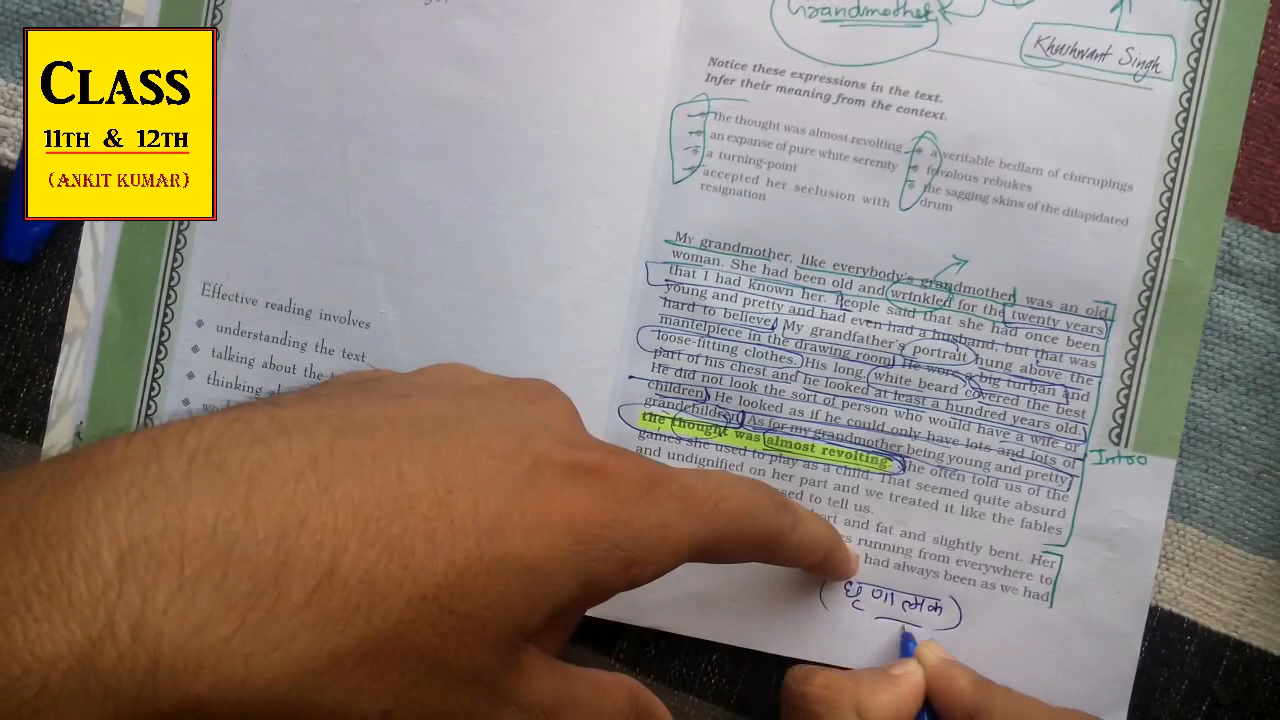 CLASS
11TH & 12TH
(ANKIT KUMAR)
Grandmother
Khushwant Singh
Notice these expressions in the text.
Infer their meaning from the context.
the thought was almost revolting
an expanse of pure white serenity
a turning-point
accepted her seclusion with
resignation
a veritable bedlam of chirrupings
frivolous rebukes
the sagging skins of the dilapidated
drum
Effective reading involves
understanding the text
talking about the
thinking
My grandmother, like everybody's grandmother, was an old
woman. She had been old and wrinkled for the twenty years
that I had known her. People said that she had once been
young and pretty and had even had a husband, but that was
hard to believe. My grandfather's portrait hung above the
mantelpiece in the drawing room. He wore a big turban and
loose-fitting clothes. His long, white beard covered the best
part of his chest and he looked at least a hundred years old.
He did not look the sort of person who would have a wife or
children. He looked as if he could only have lots and lots of
grandchildren. As for my grandmother being young and pretty,
the thought was almost revolting. She often told us of the
games she used to play as a child. That seemed quite absurd
and undignified on her part and we treated it like the fables
used to tell us.
short and fat and slightly bent. Her
running from everywhere to
had always been as we had
Intro
(घृणात्मक)